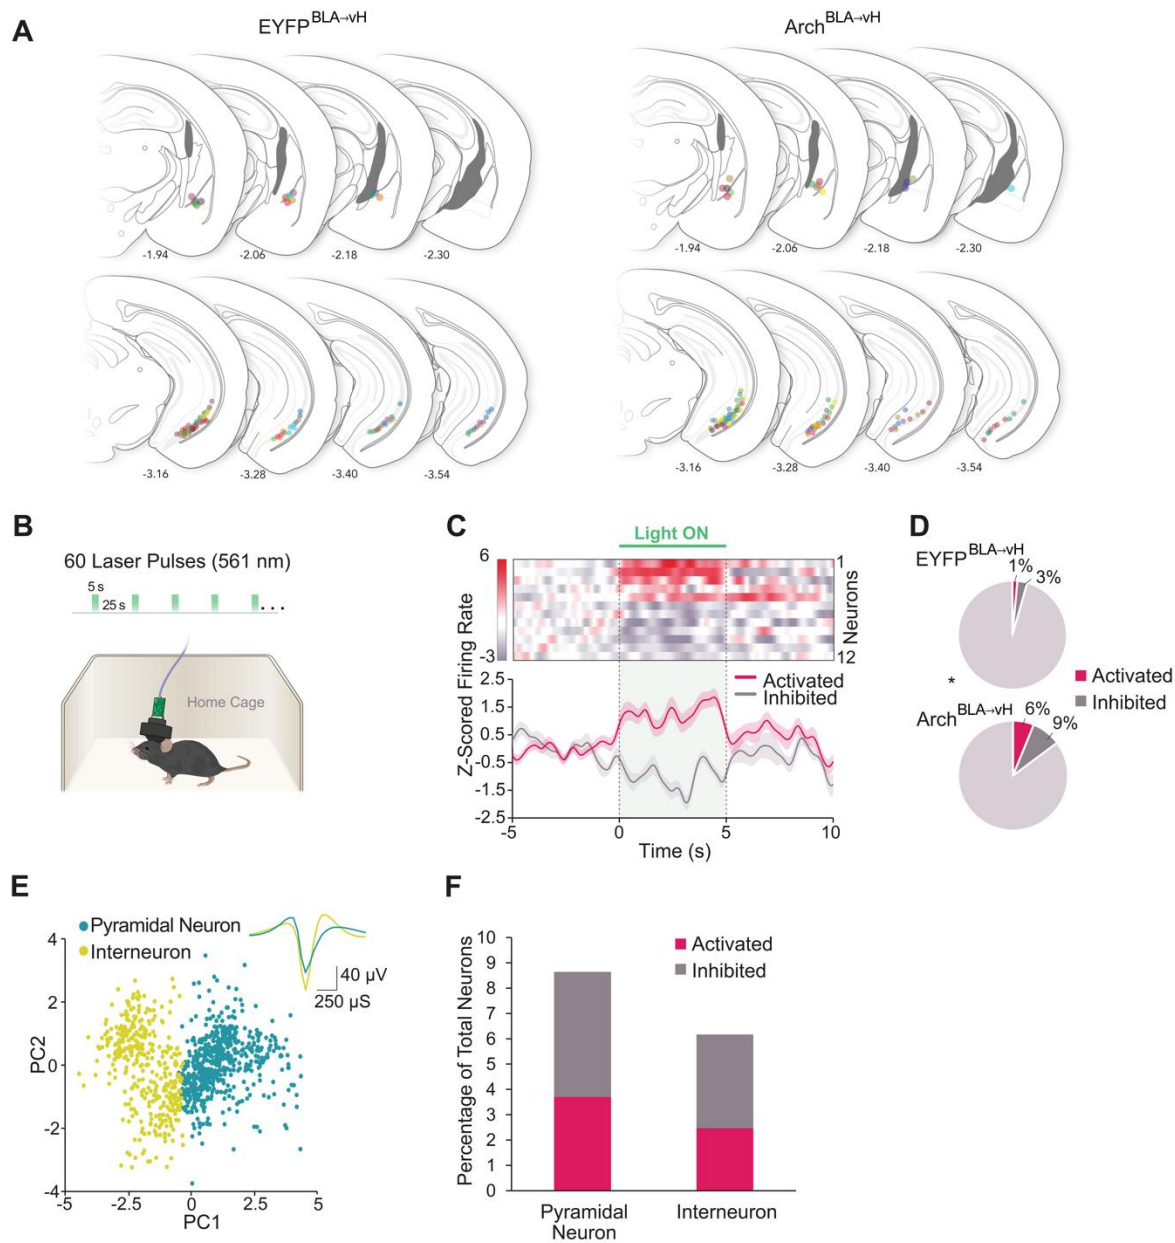 A
EYFP BLA→vH
Arch BLA→vH
-1.94
-2.06
-2.18
-2.30
-1.94
-2.06
-2.18
-2.30
-3.16
-3.28
-3.40
-3.54
-3.16
-3.28
-3.40
-3.54
B
60 Laser Pulses (561 nm)
5 s
25 s
Home Cage
C
Light ON
6
-3
1
12
Neurons
Z-Scored Firing Rate
Activated
Inhibited
2.5
1.5
0.5
-0.5
-1.5
-2.5
-5
0
5
10
Time (s)
D
EYFP BLA→vH
1%
3%
*
Activated
Inhibited
Arch BLA→vH
6%
9%
E
Pyramidal Neuron
Interneuron
40 µV
250 µS
4
2
0
-2
-4
PC2
-5
-2.5
0
2.5
5
PC1
F
Activated
Inhibited
10
9
8
7
6
5
4
3
2
1
0
Percentage of Total Neurons
Pyramidal
Neuron
Interneuron